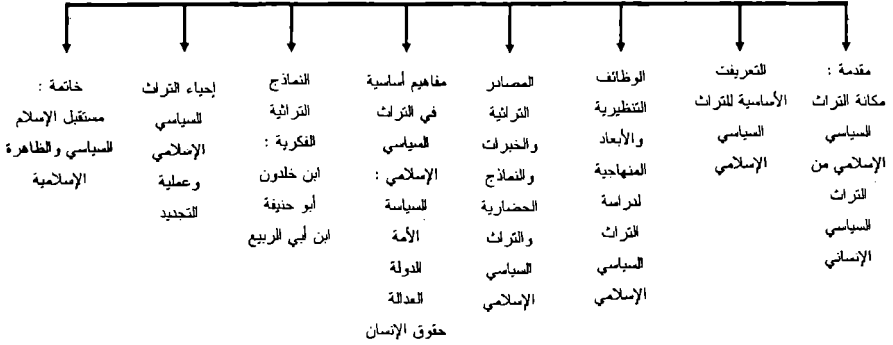 مقدمة :
مكانة التراث
السياسي
الإسلامي من
التراث
السياسي
الإنساني
التعريفت
الأساسية للتراث
السياسي
الإسلامي
الوظائف
التنظيرية
والأبعاد
المنهاجية
لدراسة
التراث
السياسي
الإسلامي
المصادر
التراثية
والخبرات
والنماذج
الحضارية
والتراث
السياسي
الإسلامي
مفاهيم أساسية
في التراث
السياسي
الإسلامي :
السياسة
الأمة
الدولة
العدالة
حقوق الإنسان
النماذج
التراثية
الفكرية :
ابن خلدون
أبو حنيفة
ابن أبي الربيع
إحياء التراث
السياسي
الإسلامي
وعملية
التجديد
خاتمة :
مستقبل الإسلام
السياسي والظاهرة
الإسلامية